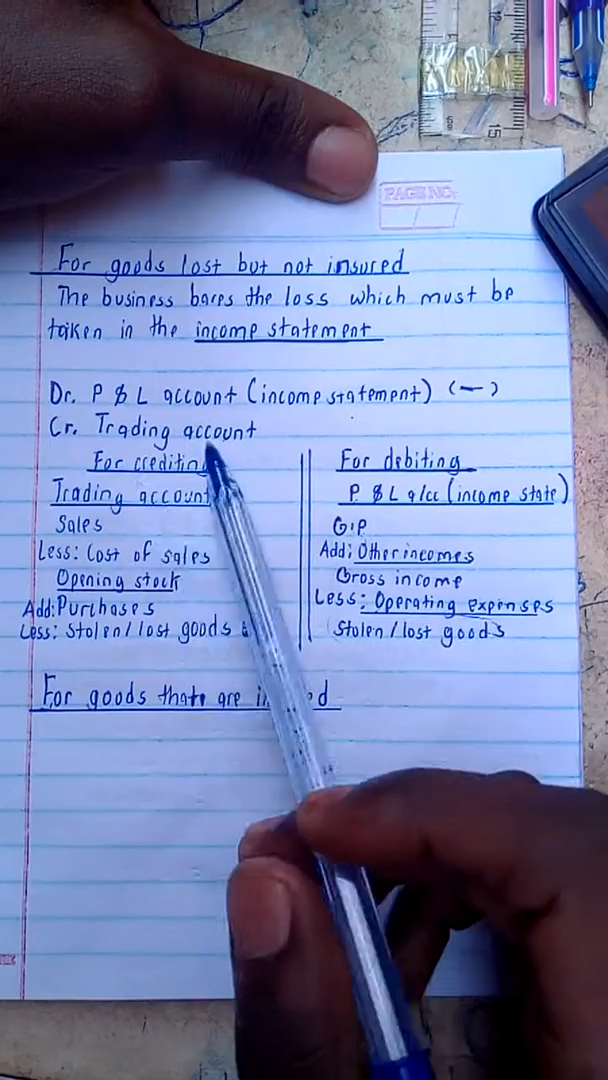 PAGE NO:
For goods lost but not insured
The business bares the loss which must be
taken in the income statement
Dr. P & L account (income statement) (—)
Cr. Trading account
For crediting
Trading account
Sales
Less: Cost of sales
Opening stock
Add: Purchases
Less: Stolen/lost goods
For debiting
P & L a/cc (income state)
G.P
Add: Other incomes
Gross income
Less: Operating expenses
Stolen/lost goods
For goods that are